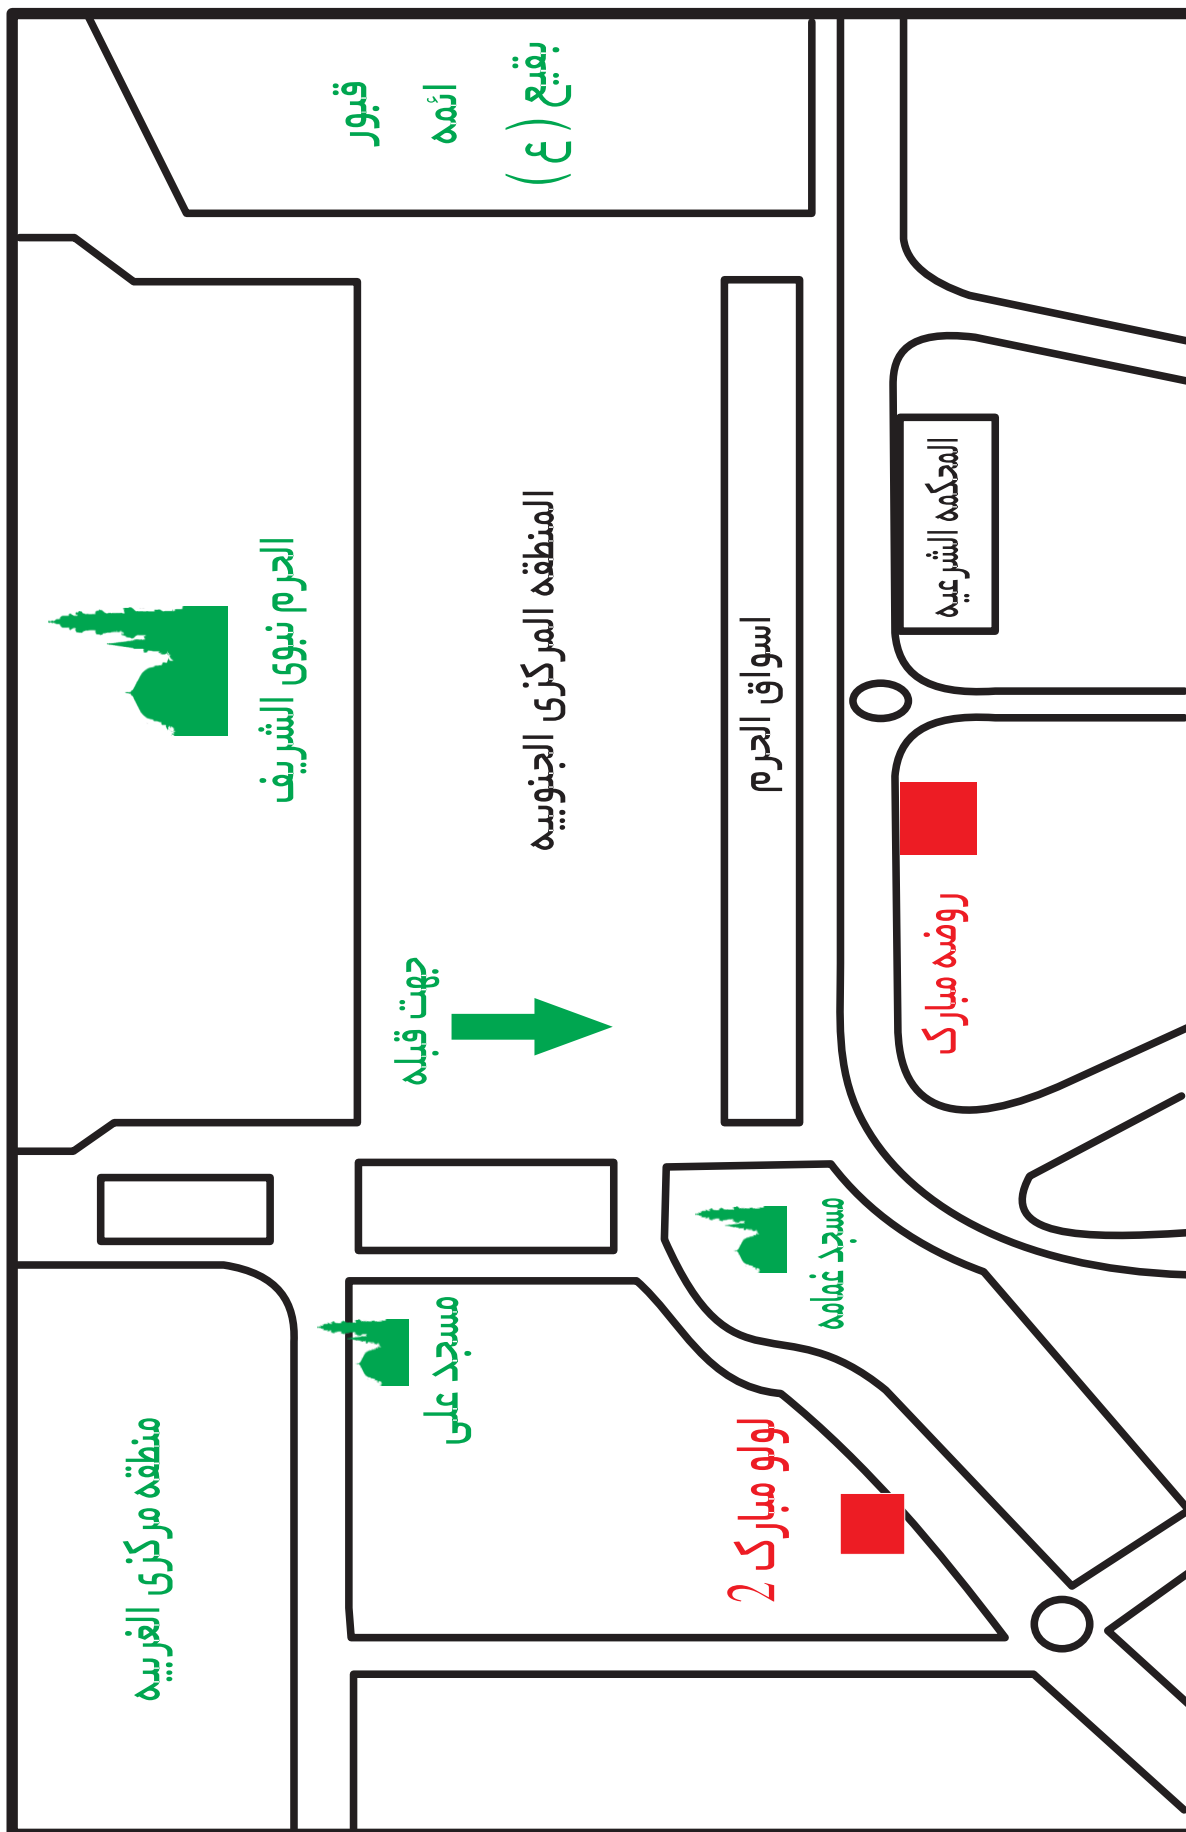 قبور
ائمه
بقیع (ع)
الحرم نبوی الشریف
المنطقه المرکزی الجنوبیه
اسواق الحرم
المحکمه الشرعیه
روضه مبارک
جهت قبله
مسجد غمامه
مسجد علی
لولو مبارک 2
منطقه مرکزی الغربیه